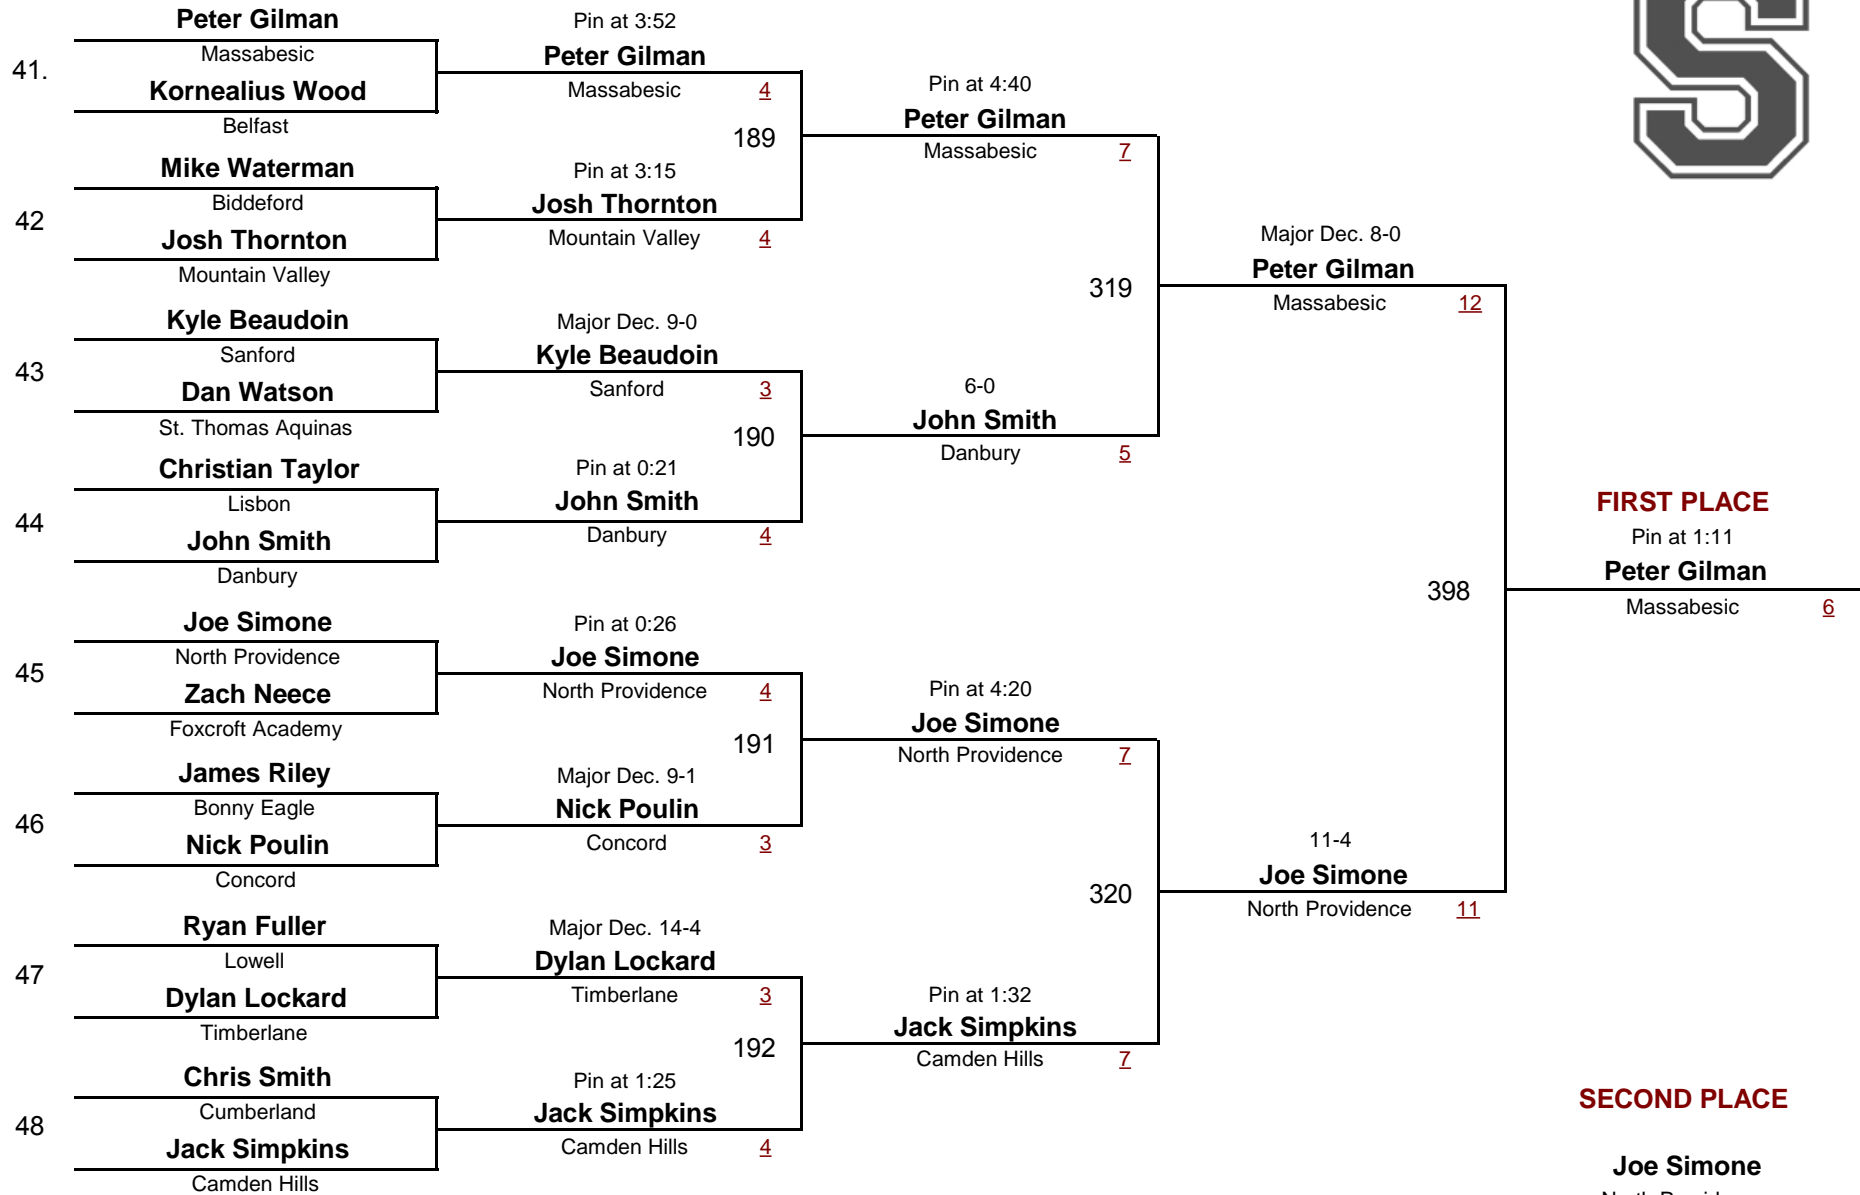 Peter Gilman
Massabesic
41.
Kornealius Wood
Belfast
Mike Waterman
Biddeford
42
Josh Thornton
Mountain Valley
Kyle Beaudoin
Sanford
43
Dan Watson
St. Thomas Aquinas
Christian Taylor
Lisbon
44
John Smith
Danbury
Joe Simone
North Providence
45
Zach Neece
Foxcroft Academy
James Riley
Bonny Eagle
46
Nick Poulin
Concord
Ryan Fuller
Lowell
47
Dylan Lockard
Timberlane
Chris Smith
Cumberland
48
Jack Simpkins
Camden Hills
Pin at 3:52
Peter Gilman
Massabesic 4
189
Pin at 3:15
Josh Thornton
Mountain Valley 4
Major Dec. 9-0
Kyle Beaudoin
Sanford 3
190
Pin at 0:21
John Smith
Danbury 4
Pin at 0:26
Joe Simone
North Providence 4
191
Major Dec. 9-1
Nick Poulin
Concord 3
Major Dec. 14-4
Dylan Lockard
Timberlane 3
192
Pin at 1:25
Jack Simpkins
Camden Hills 4
Pin at 4:40
Peter Gilman
Massabesic 7
319
6-0
John Smith
Danbury 5
Pin at 4:20
Joe Simone
North Providence 7
320
Pin at 1:32
Jack Simpkins
Camden Hills 7
Major Dec. 8-0
Peter Gilman
Massabesic 12
398
11-4
Joe Simone
North Providence 11
S
FIRST PLACE
Pin at 1:11
Peter Gilman
Massabesic 6
SECOND PLACE
Joe Simone